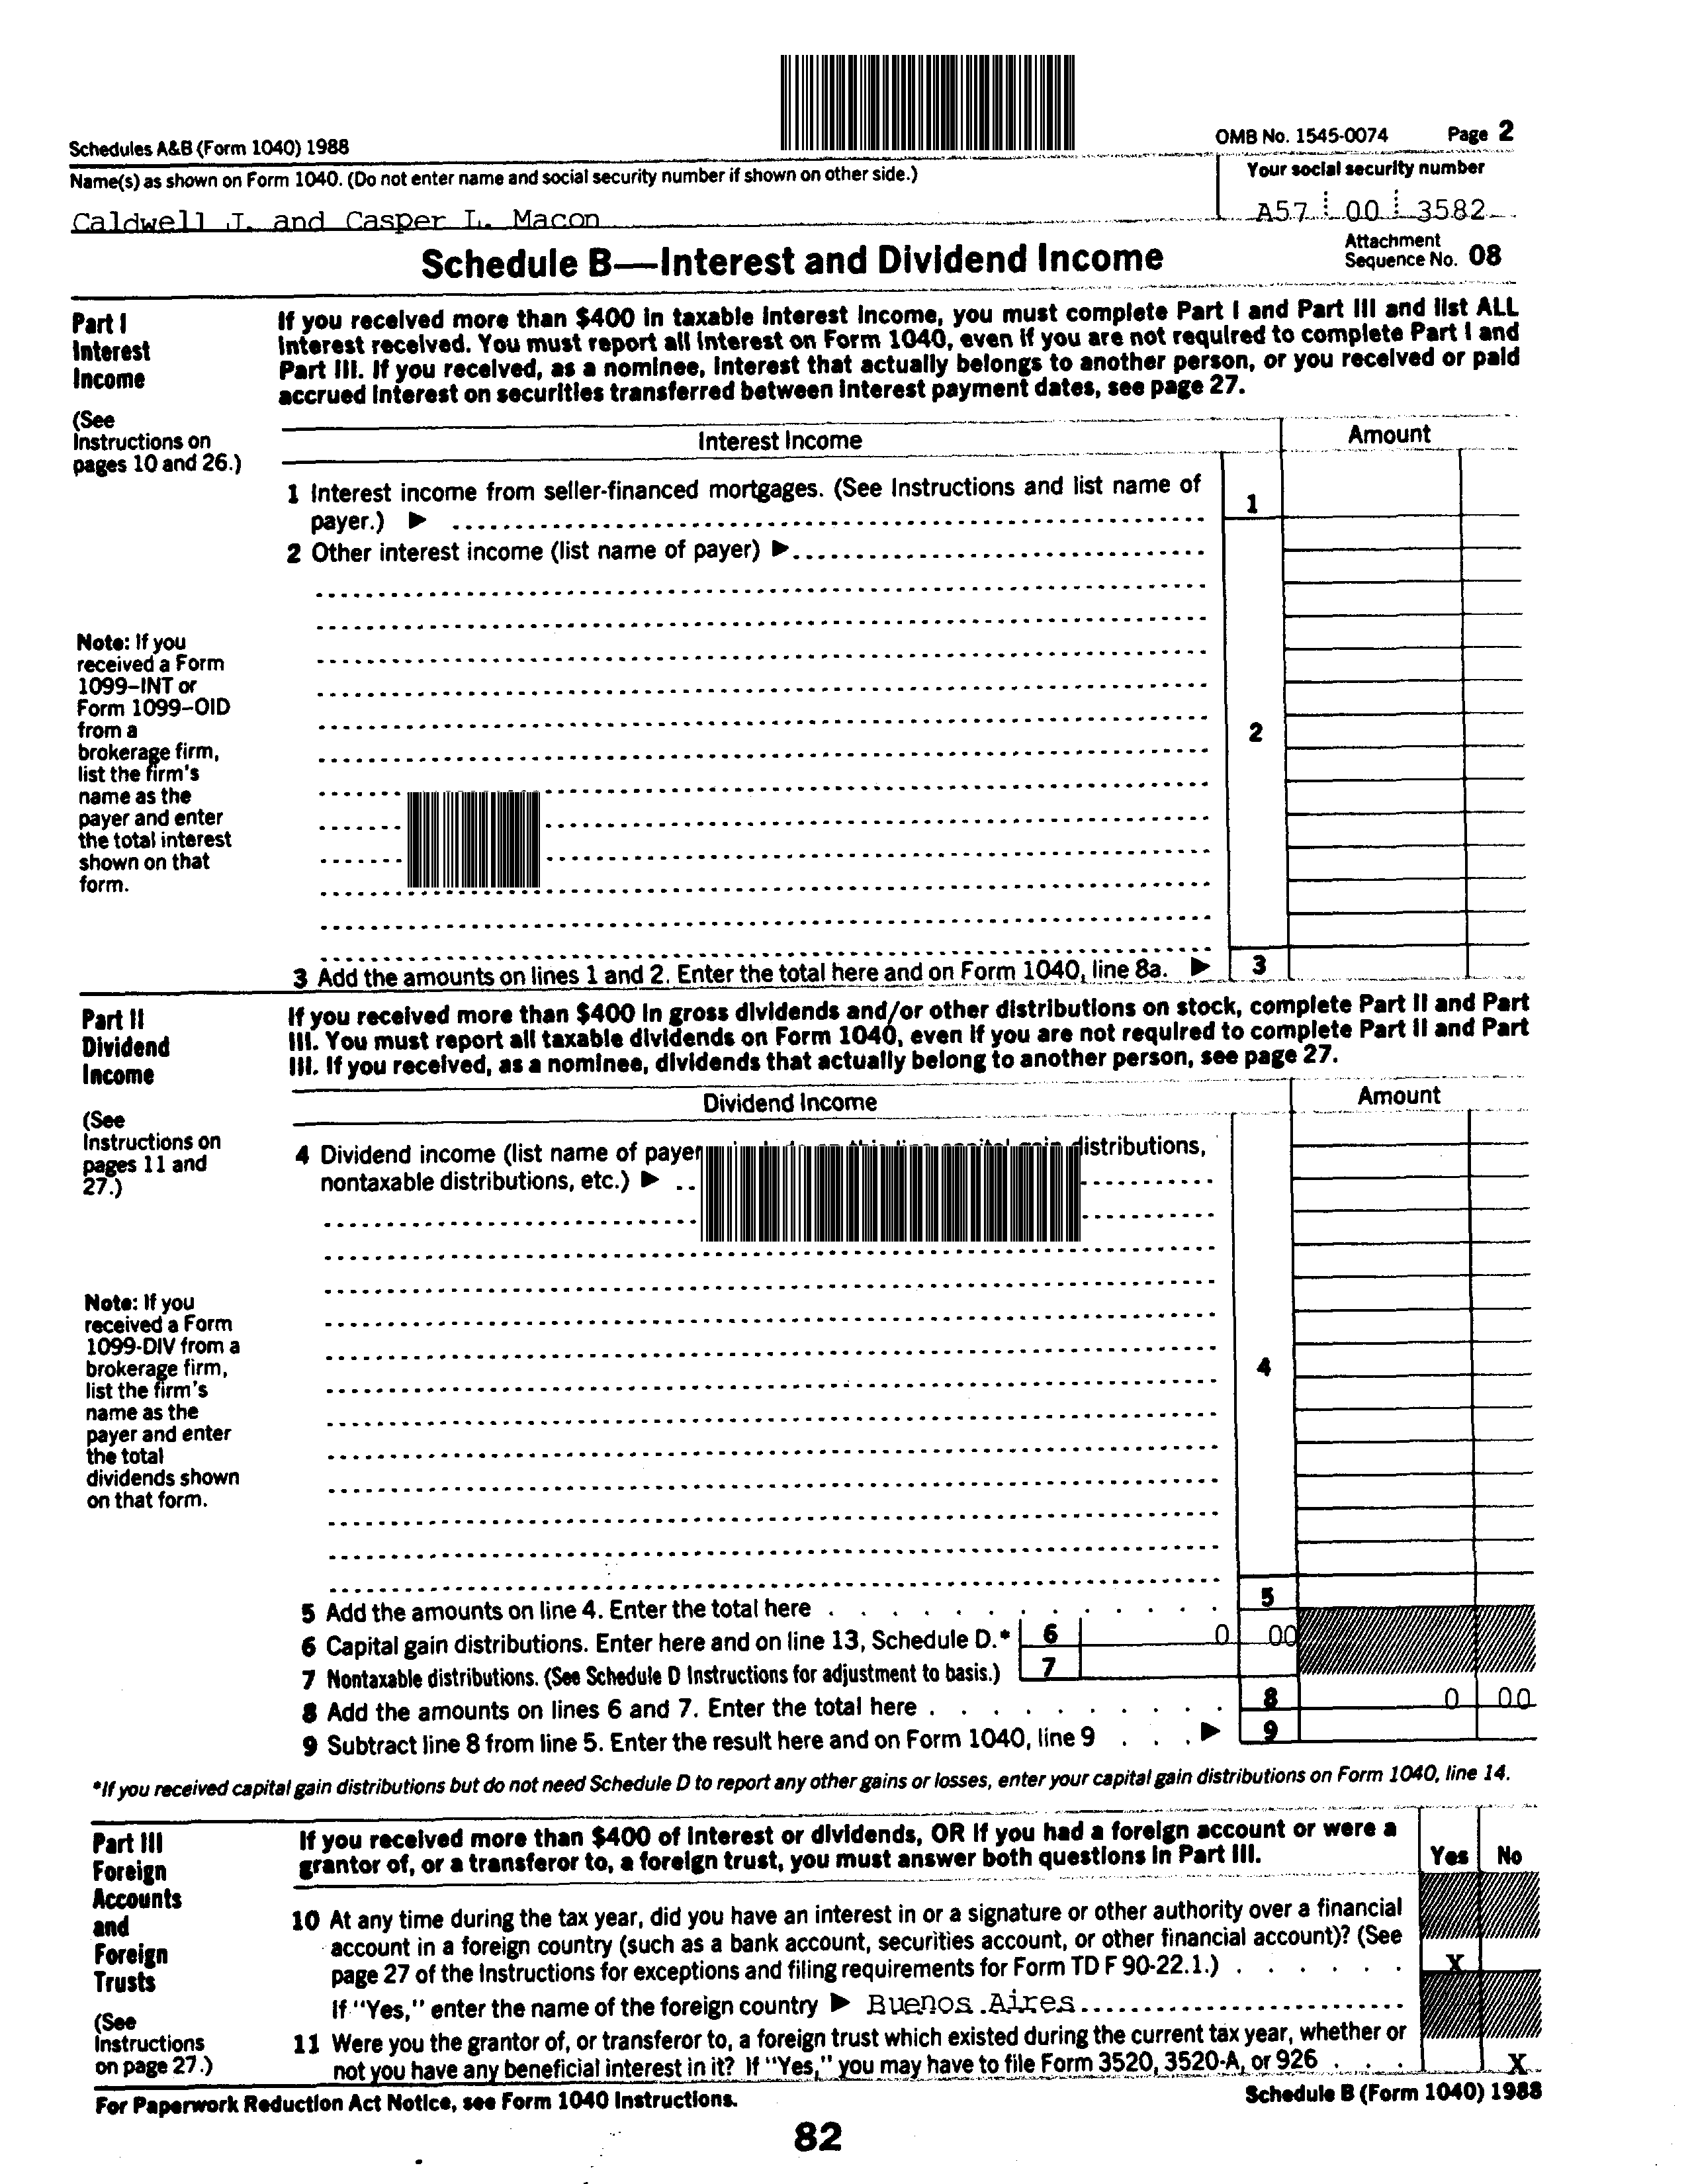 Schedules A&B (Form 1040) 1988
OMB No. 1545-0074 Page 2
Name(s) as shown on Form 1040. (Do not enter name and social security number if shown on other side.)
Your social security number
Caldwell J. and Casper L. Macon
A57 00 3582
Schedule B—Interest and Dividend Income
Attachment
Sequence No. 08
Part I
Interest
Income
(See
Instructions on
pages 10 and 26.)
If you received more than $400 in taxable interest income, you must complete Part I and Part III and list ALL
interest received. You must report all interest on Form 1040, even if you are not required to complete Part I and
Part III. If you received, as a nominee, interest that actually belongs to another person, or you received or paid
accrued interest on securities transferred between interest payment dates, see page 27.
Interest Income
Amount
1 Interest income from seller-financed mortgages. (See Instructions and list name of
payer.) ▶
1
2 Other interest income (list name of payer) ▶
Note: If you
received a Form
1099–INT or
Form 1099–OID
from a
brokerage firm,
list the firm's
name as the
payer and enter
the total interest
shown on that
form.
2
3 Add the amounts on lines 1 and 2. Enter the total here and on Form 1040, line 8a. ▶ 3
Part II
Dividend
Income
(See
Instructions on
pages 11 and
27.)
If you received more than $400 in gross dividends and/or other distributions on stock, complete Part II and Part
III. You must report all taxable dividends on Form 1040, even if you are not required to complete Part II and Part
III. If you received, as a nominee, dividends that actually belong to another person, see page 27.
Dividend Income
Amount
4 Dividend income (list name of payer distributions,
nontaxable distributions, etc.) ▶
Note: If you
received a Form
1099-DIV from a
brokerage firm,
list the firm's
name as the
payer and enter
the total
dividends shown
on that form.
4
5 Add the amounts on line 4. Enter the total here . . . . . . . . . . . . 5
6 Capital gain distributions. Enter here and on line 13, Schedule D.* 6 0 00
7 Nontaxable distributions. (See Schedule D Instructions for adjustment to basis.) 7
8 Add the amounts on lines 6 and 7. Enter the total here . . . . . . . . . 8 0 00
9 Subtract line 8 from line 5. Enter the result here and on Form 1040, line 9 . . . ▶ 9
*If you received capital gain distributions but do not need Schedule D to report any other gains or losses, enter your capital gain distributions on Form 1040, line 14.
Part III
Foreign
Accounts
and
Foreign
Trusts
(See
Instructions
on page 27.)
If you received more than $400 of interest or dividends, OR if you had a foreign account or were a
grantor of, or a transferor to, a foreign trust, you must answer both questions in Part III.
Yes No
10 At any time during the tax year, did you have an interest in or a signature or other authority over a financial
account in a foreign country (such as a bank account, securities account, or other financial account)? (See
page 27 of the Instructions for exceptions and filing requirements for Form TD F 90-22.1.) . . . . . . X
If "Yes," enter the name of the foreign country ▶ Buenos Aires
11 Were you the grantor of, or transferor to, a foreign trust which existed during the current tax year, whether or
not you have any beneficial interest in it? If "Yes," you may have to file Form 3520, 3520-A, or 926 . . . . X
For Paperwork Reduction Act Notice, see Form 1040 Instructions.
Schedule B (Form 1040) 1988
82